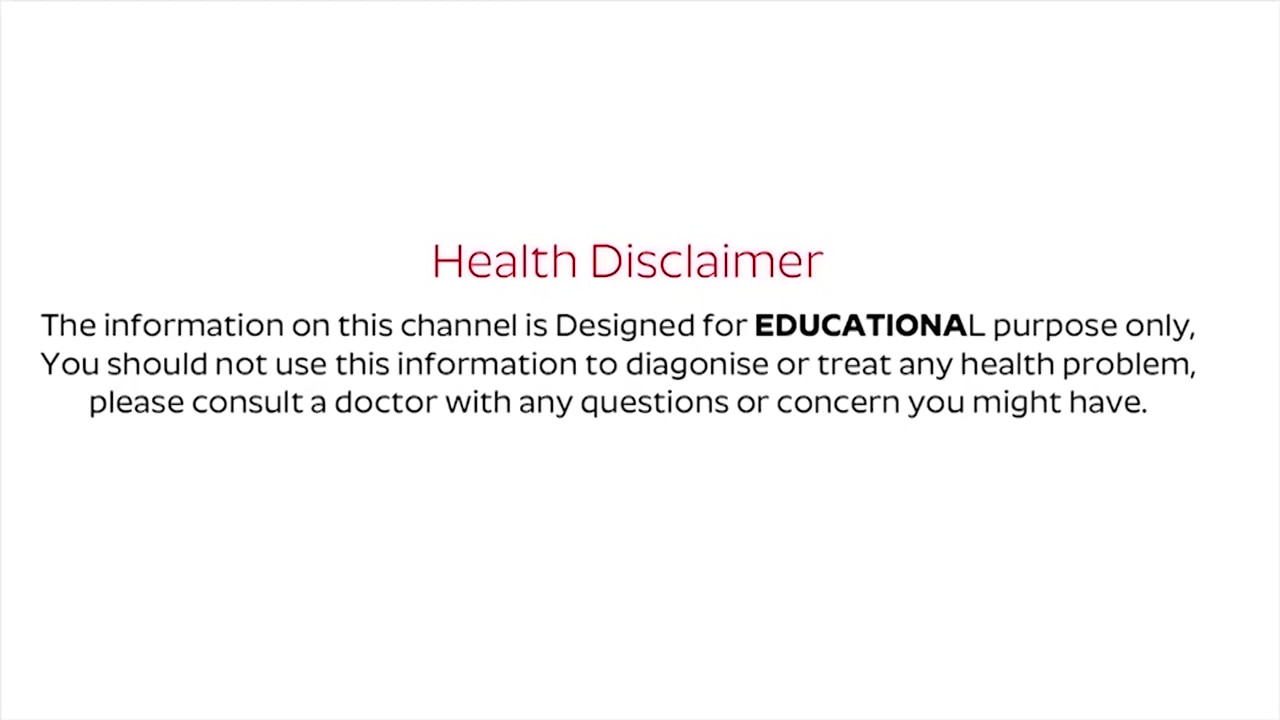 Health Disclaimer
The information on this channel is Designed for EDUCATIONAL purpose only,
You should not use this information to diagonise or treat any health problem,
please consult a doctor with any questions or concern you might have.